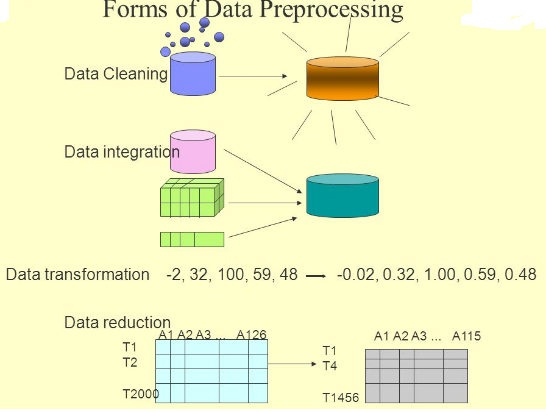 Forms of Data Preprocessing
Data Cleaning
Data integration
Data transformation -2, 32, 100, 59, 48 → -0.02, 0.32, 1.00, 0.59, 0.48
Data reduction
A1 A2 A3 ... A126
T1
T2
T2000
A1 A2 A3 ... A115
T1
T4
T1456